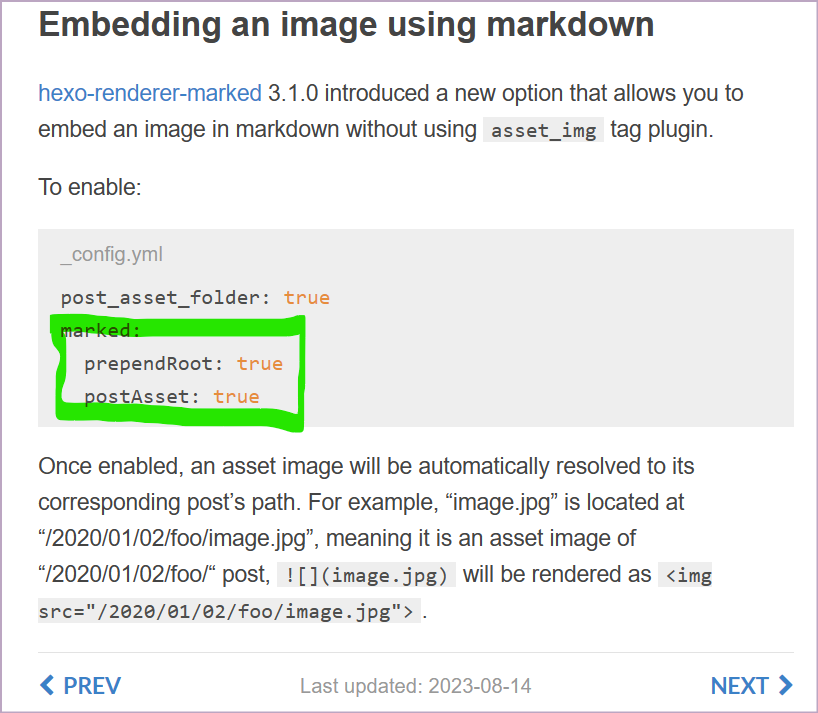 Embedding an image using markdown
hexo-renderer-marked 3.1.0 introduced a new option that allows you to
embed an image in markdown without using asset_img tag plugin.
To enable:
_config.yml
post_asset_folder: true
marked:
  prependRoot: true
  postAsset: true
Once enabled, an asset image will be automatically resolved to its
corresponding post’s path. For example, “image.jpg” is located at
“/2020/01/02/foo/image.jpg”, meaning it is an asset image of
“/2020/01/02/foo/“ post, ![](image.jpg) will be rendered as <img
src="/2020/01/02/foo/image.jpg">.
PREV Last updated: 2023-08-14 NEXT